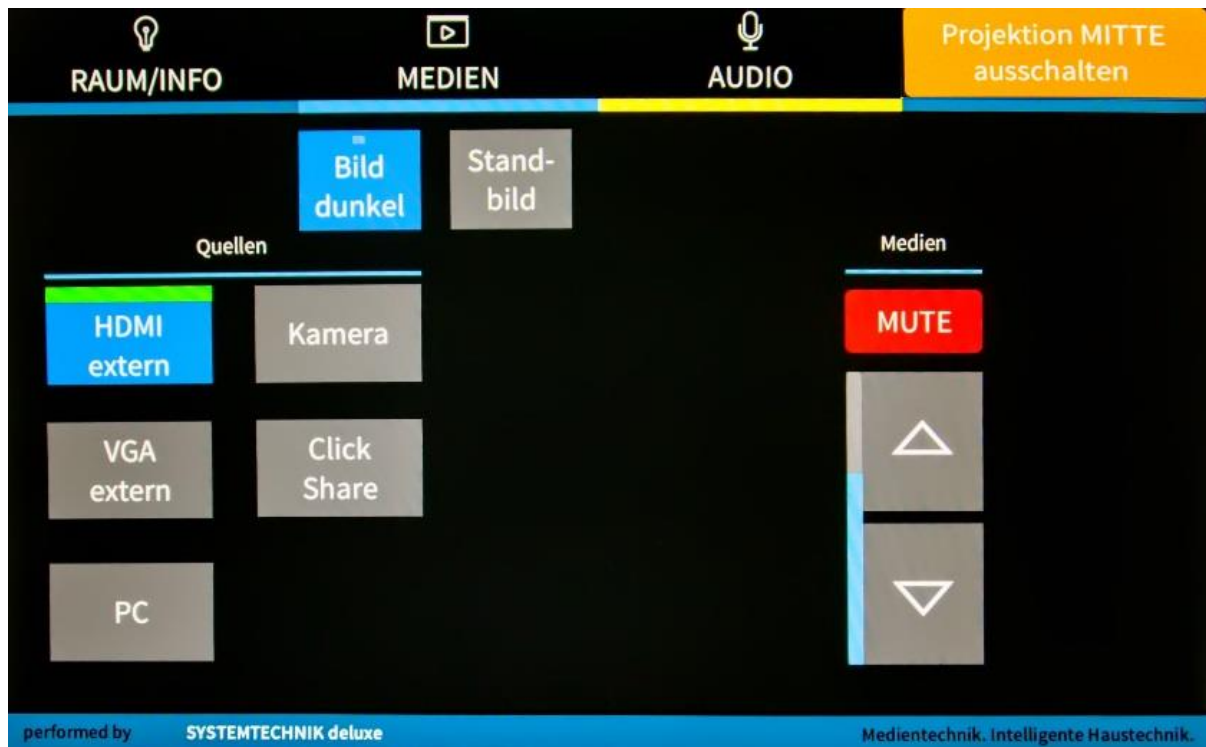 RAUM/INFO
MEDIEN
AUDIO
Projektion MITTE
ausschalten
Bild
dunkel
Stand-
bild
Quellen
Medien
HDMI
extern
Kamera
MUTE
VGA
extern
Click
Share
PC
performed by SYSTEMTECHNIK deluxe
Medientechnik. Intelligente Haustechnik.